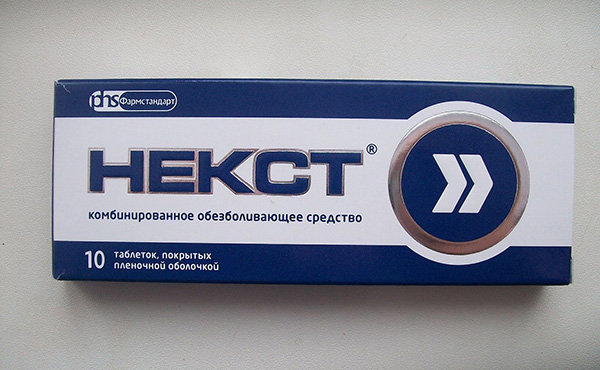 phs Фармстандарт
НЕКСТ®
комбинированное обезболивающее средство
10 таблеток, покрытых
пленочной оболочкой